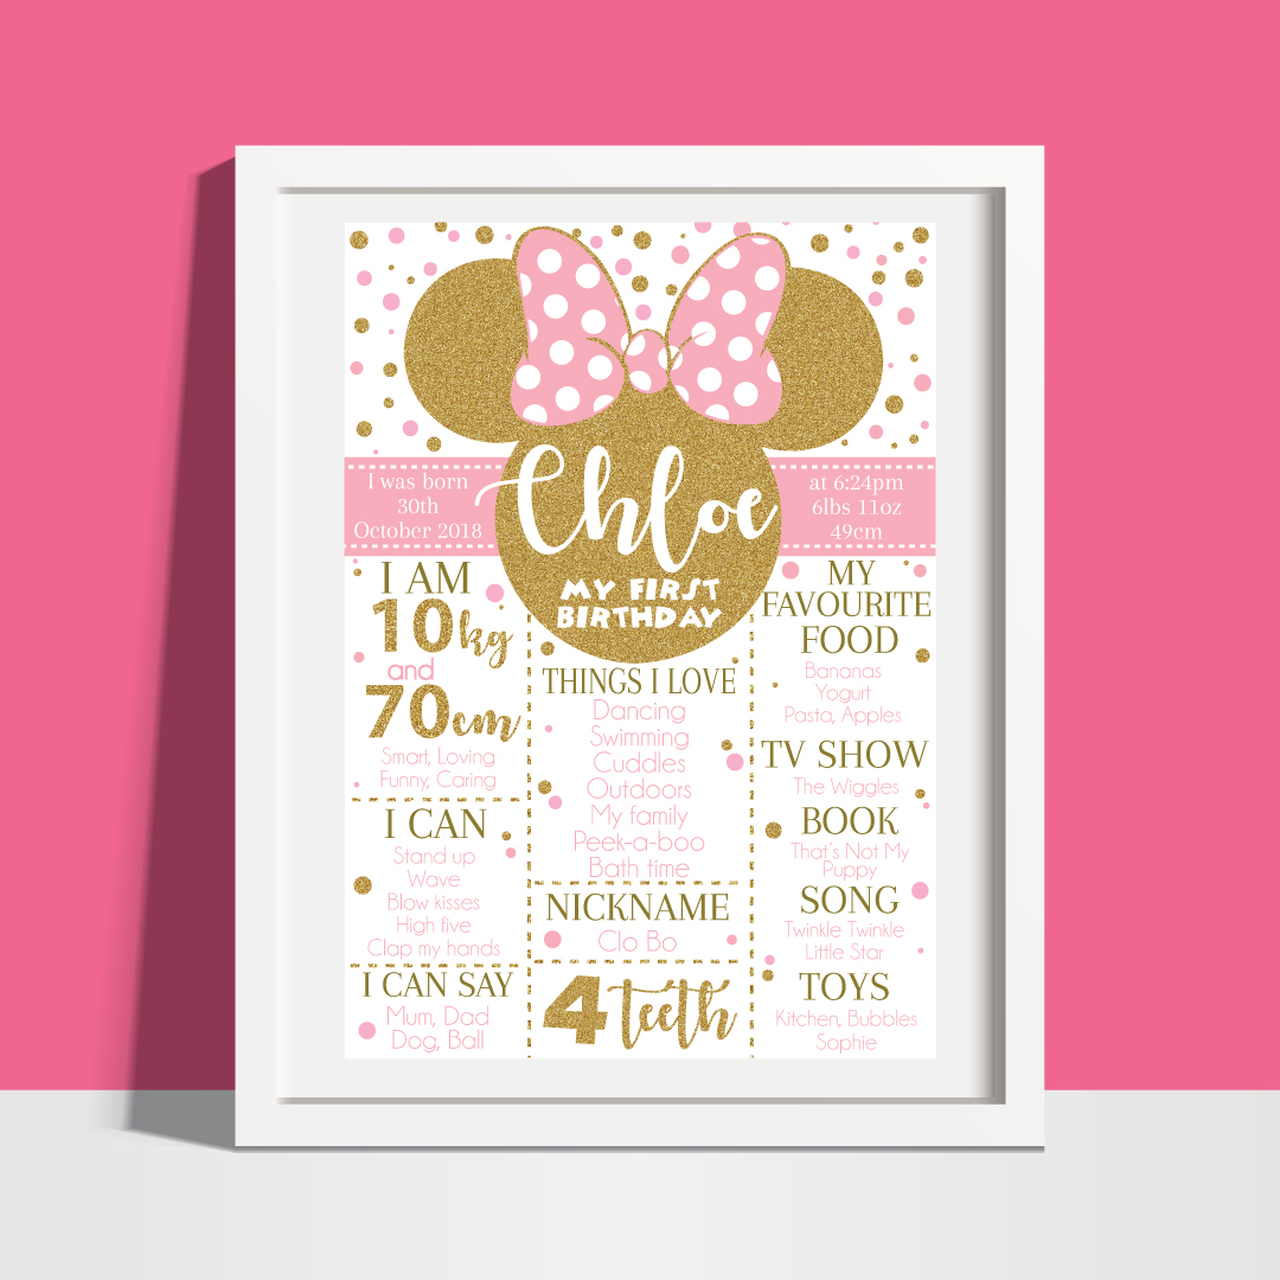 I was born
30th
October 2018
Chloe
MY FIRST
BIRTHDAY
at 6:24pm
6lbs 11oz
49cm
I AM
10kg
and
70cm
Smart, Loving
Funny, Caring
I CAN
Stand up
Wave
Blow kisses
High five
Clap my hands
I CAN SAY
Mum, Dad
Dog, Ball
THINGS I LOVE
Dancing
Swimming
Cuddles
Outdoors
My family
Peek-a-boo
Bath time
NICKNAME
Clo Bo
4 teeth
MY
FAVOURITE
FOOD
Bananas
Yogurt
Pasta, Apples
TV SHOW
The Wiggles
BOOK
That's Not My
Puppy
SONG
Twinkle Twinkle
Little Star
TOYS
Kitchen, Bubbles
Sophie